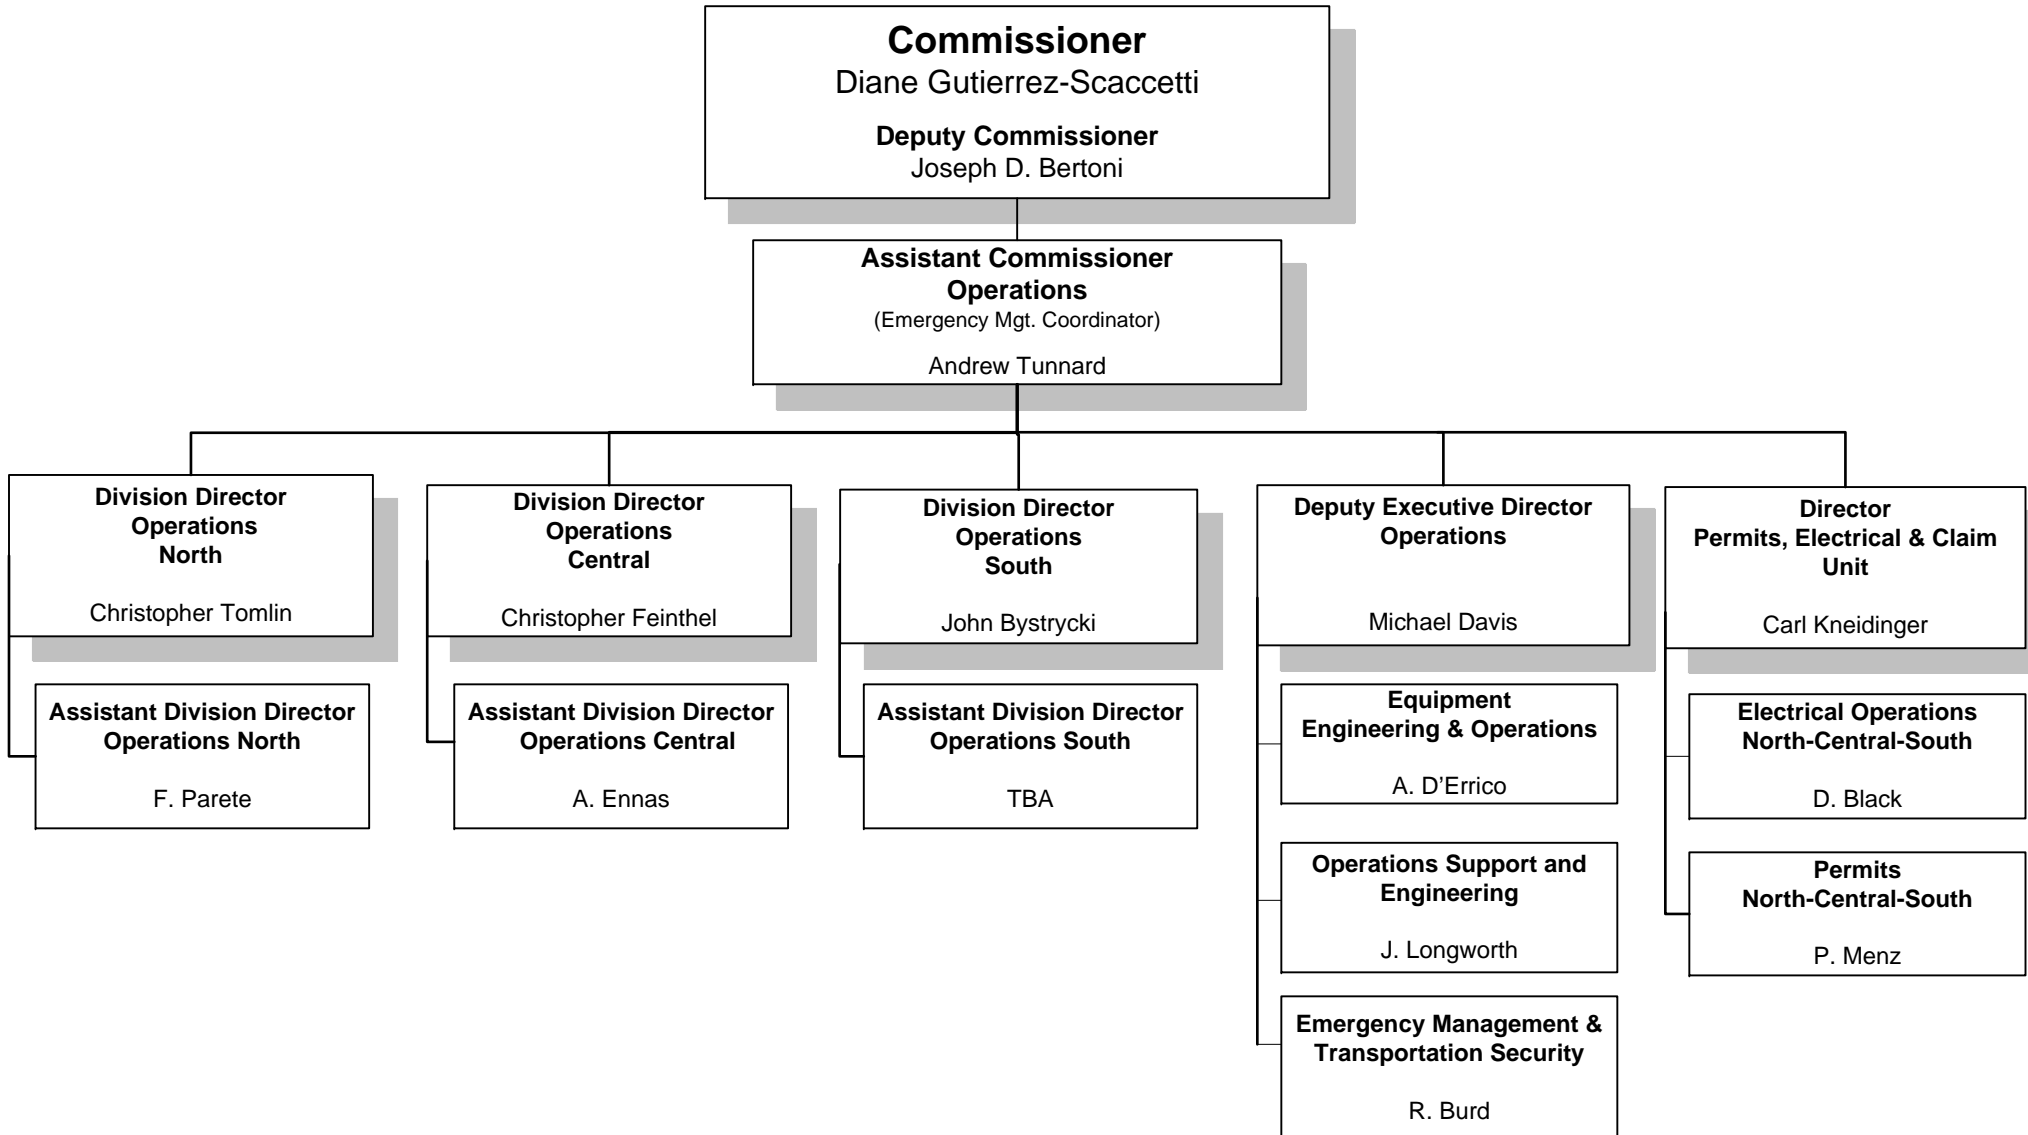 Commissioner
Diane Gutierrez-Scaccetti
Deputy Commissioner
Joseph D. Bertoni
Assistant Commissioner
Operations
(Emergency Mgt. Coordinator)
Andrew Tunnard
Division Director
Operations
North
Christopher Tomlin
Assistant Division Director
Operations North
F. Parete
Division Director
Operations
Central
Christopher Feinthel
Assistant Division Director
Operations Central
A. Ennas
Division Director
Operations
South
John Bystrycki
Assistant Division Director
Operations South
TBA
Deputy Executive Director
Operations
Michael Davis
Equipment
Engineering & Operations
A. D’Errico
Operations Support and
Engineering
J. Longworth
Emergency Management &
Transportation Security
R. Burd
Director
Permits, Electrical & Claim
Unit
Carl Kneidinger
Electrical Operations
North-Central-South
D. Black
Permits
North-Central-South
P. Menz